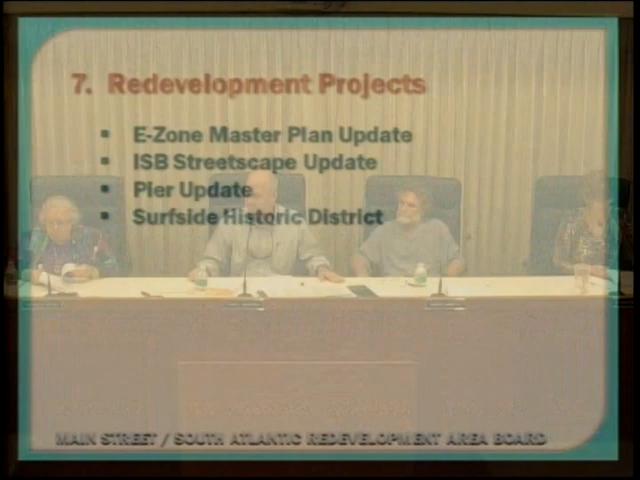 7. Redevelopment Projects
▪ E-Zone Master Plan Update
▪ ISB Streetscape Update
▪ Pier Update
▪ Surfside Historic District
MAIN STREET / SOUTH ATLANTIC REDEVELOPMENT AREA BOARD